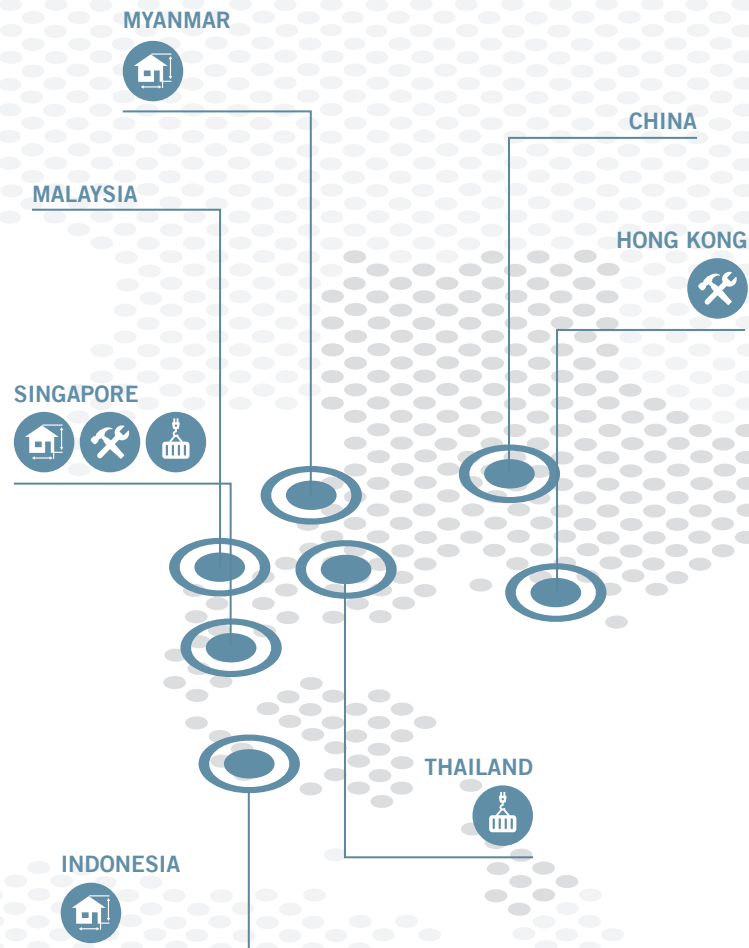 MYANMAR
CHINA
MALAYSIA
HONG KONG
SINGAPORE
THAILAND
INDONESIA